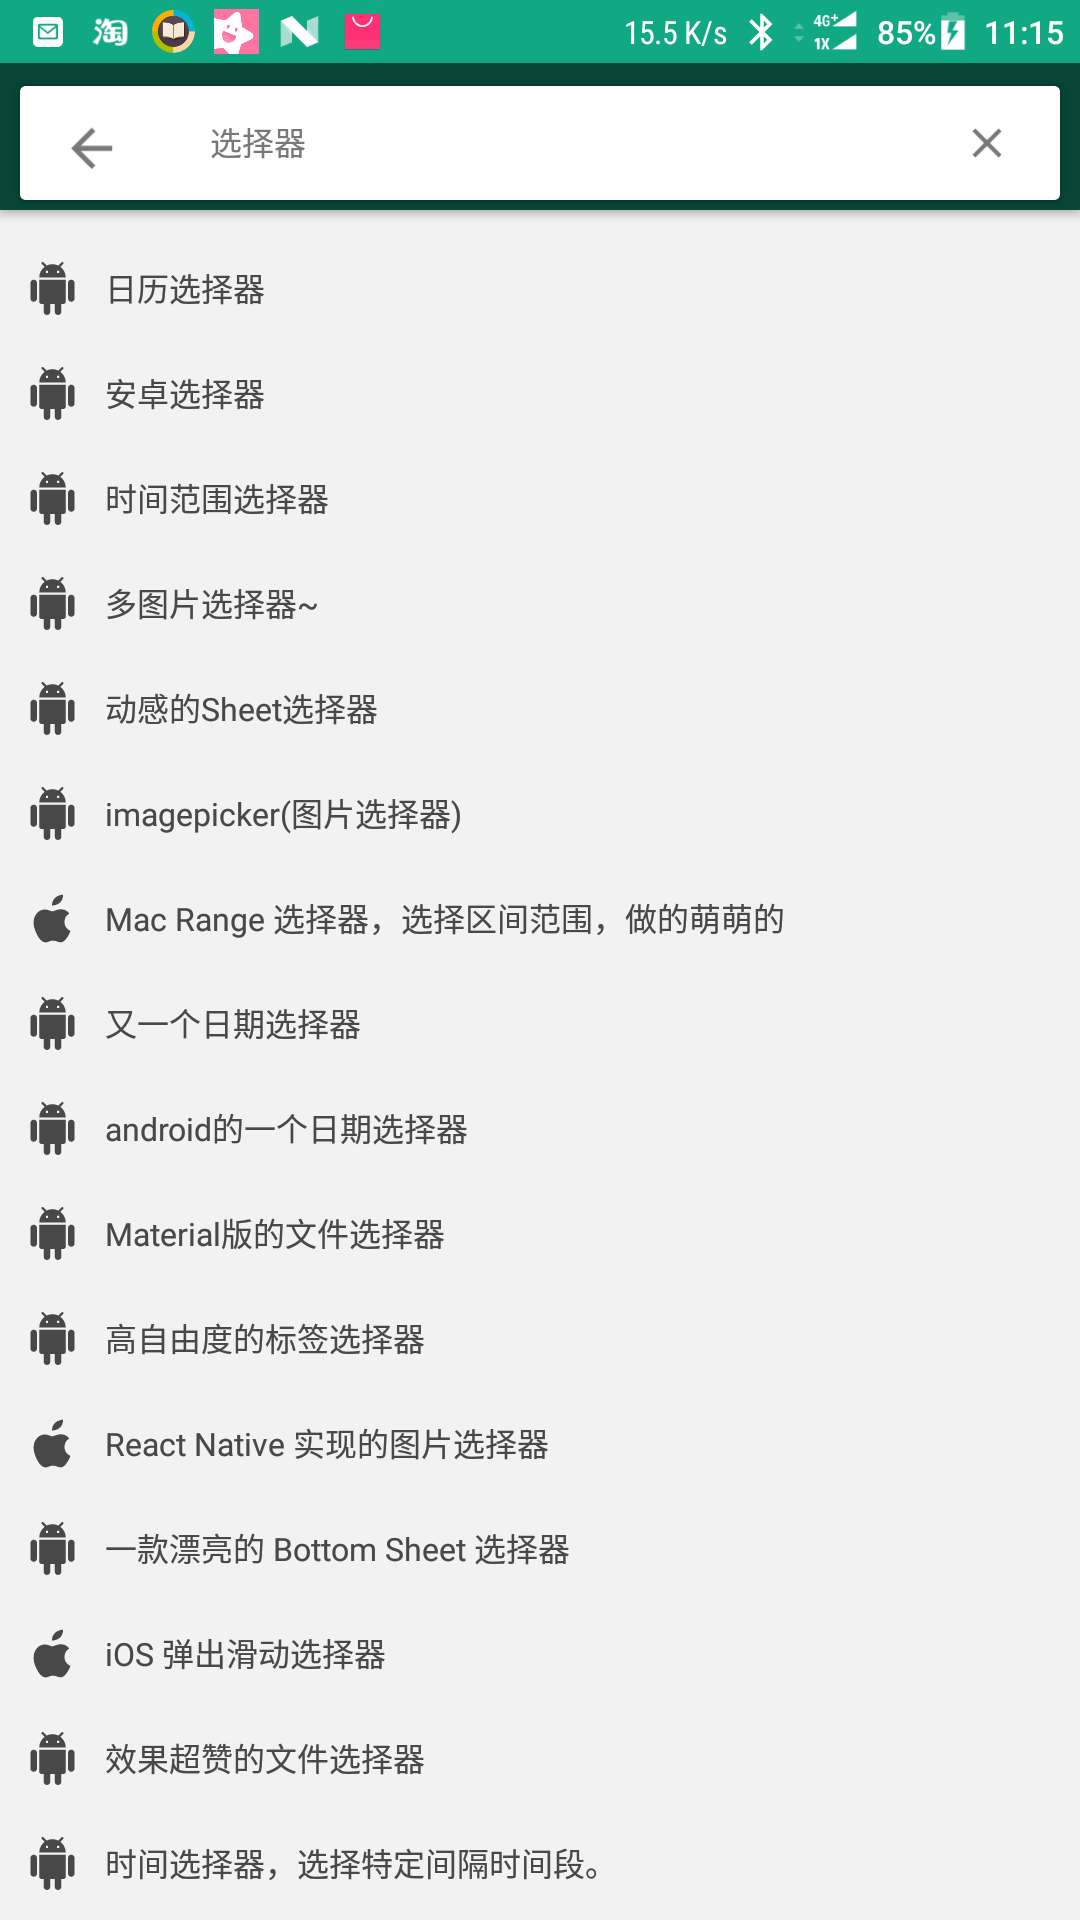 淘 15.5 K/s 4G+ 1X 85% 11:15
选择器
日历选择器
安卓选择器
时间范围选择器
多图片选择器~
动感的Sheet选择器
imagepicker(图片选择器)
Mac Range 选择器，选择区间范围，做的萌萌的
又一个日期选择器
android的一个日期选择器
Material版的文件选择器
高自由度的标签选择器
React Native 实现的图片选择器
一款漂亮的 Bottom Sheet 选择器
iOS 弹出滑动选择器
效果超赞的文件选择器
时间选择器，选择特定间隔时间段。